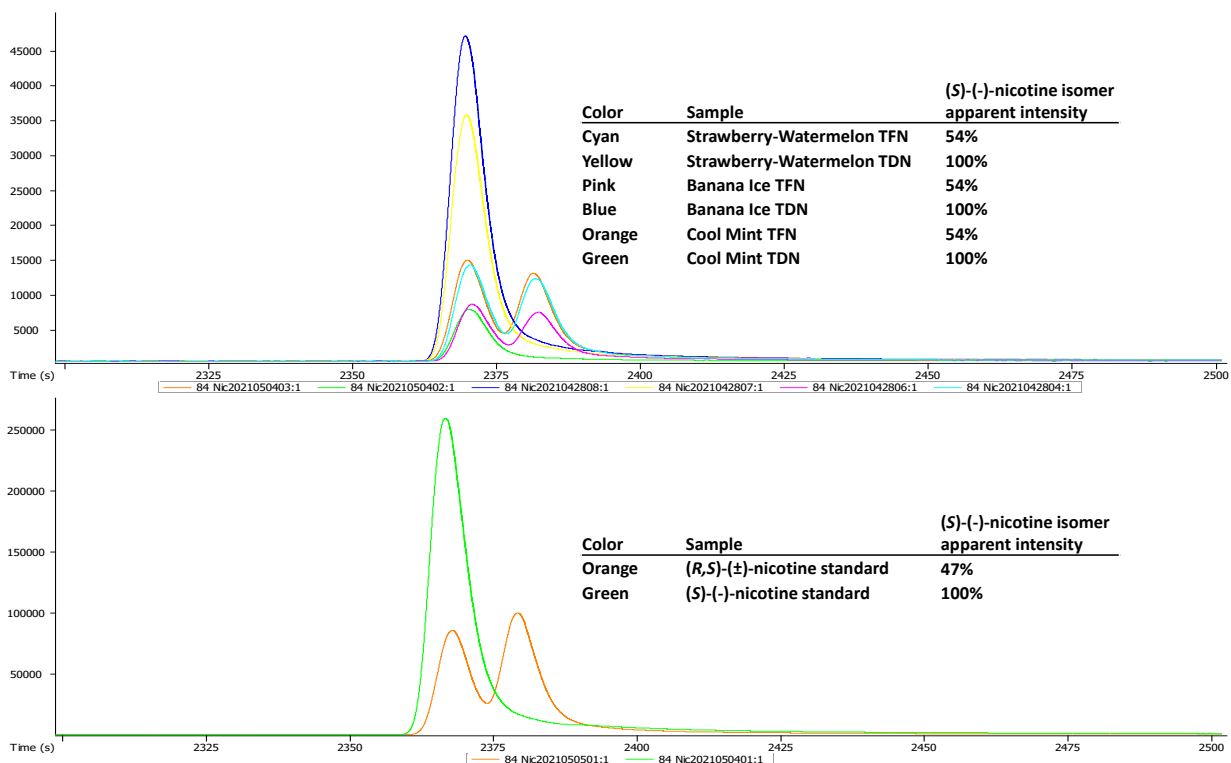 45000
40000
35000
30000
25000
20000
15000
10000
5000
Time (s) 2325 2350 2375 2400 2425 2450 2475 2500
(S)-(-)-nicotine isomer
Color Sample apparent intensity
Cyan Strawberry-Watermelon TFN 54%
Yellow Strawberry-Watermelon TDN 100%
Pink Banana Ice TFN 54%
Blue Banana Ice TDN 100%
Orange Cool Mint TFN 54%
Green Cool Mint TDN 100%
84 Nic2021050403:1 84 Nic2021050402:1 84 Nic2021042808:1 84 Nic2021042807:1 84 Nic2021042806:1 84 Nic2021042804:1
250000
200000
150000
100000
50000
Time (s) 2325 2350 2375 2400 2425 2450 2475 2500
(S)-(-)-nicotine isomer
Color Sample apparent intensity
Orange (R,S)-(±)-nicotine standard 47%
Green (S)-(-)-nicotine standard 100%
84 Nic2021050501:1 84 Nic2021050401:1